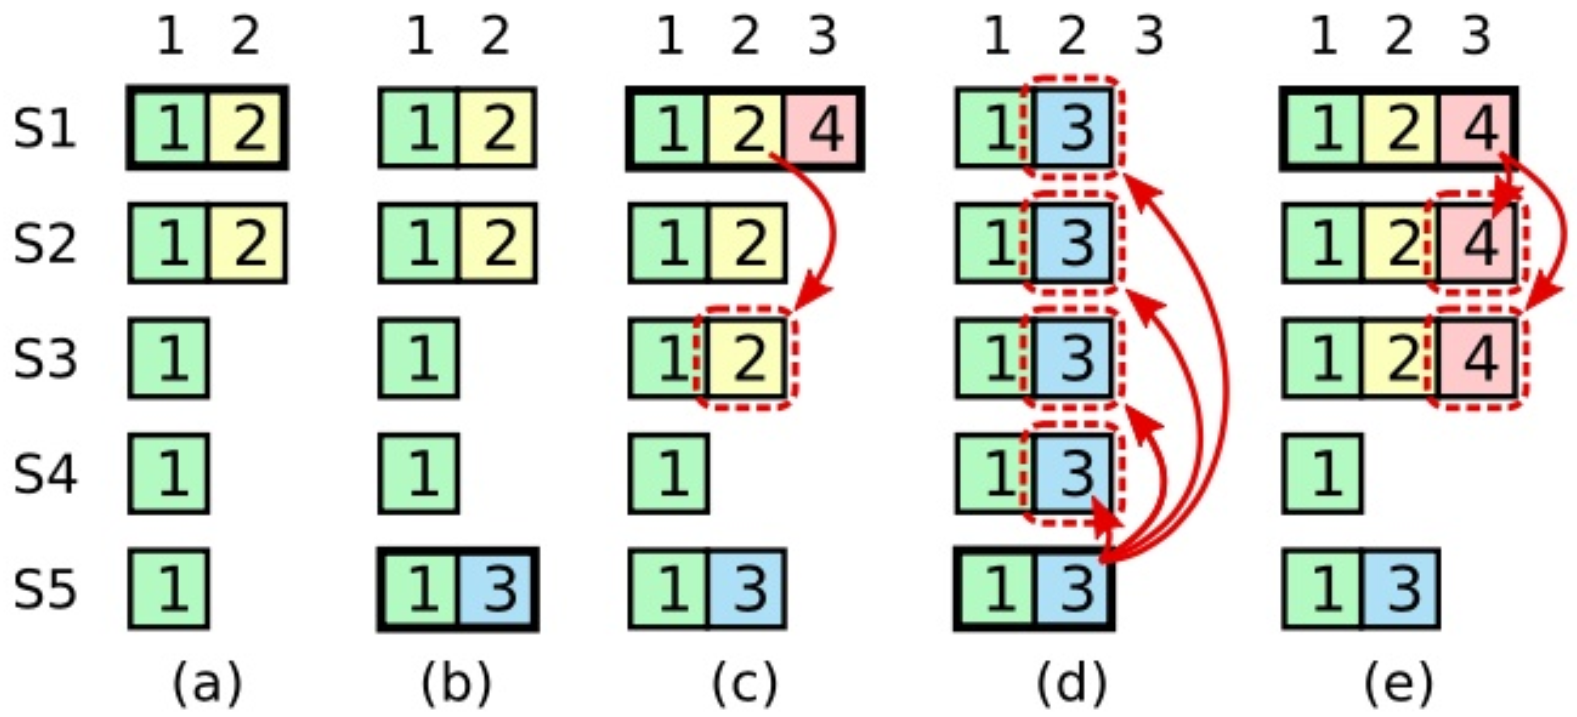 1 2 1 2 1 2 3 1 2 3 1 2 3
S1 1 2 1 2 1 2 4 1 3 1 2 4
S2 1 2 1 2 1 2 1 3 1 2 4
S3 1 1 1 2 1 3 1 2 4
S4 1 1 1 1 3 1
S5 1 1 3 1 3 1 3 1 3
(a) (b) (c) (d) (e)